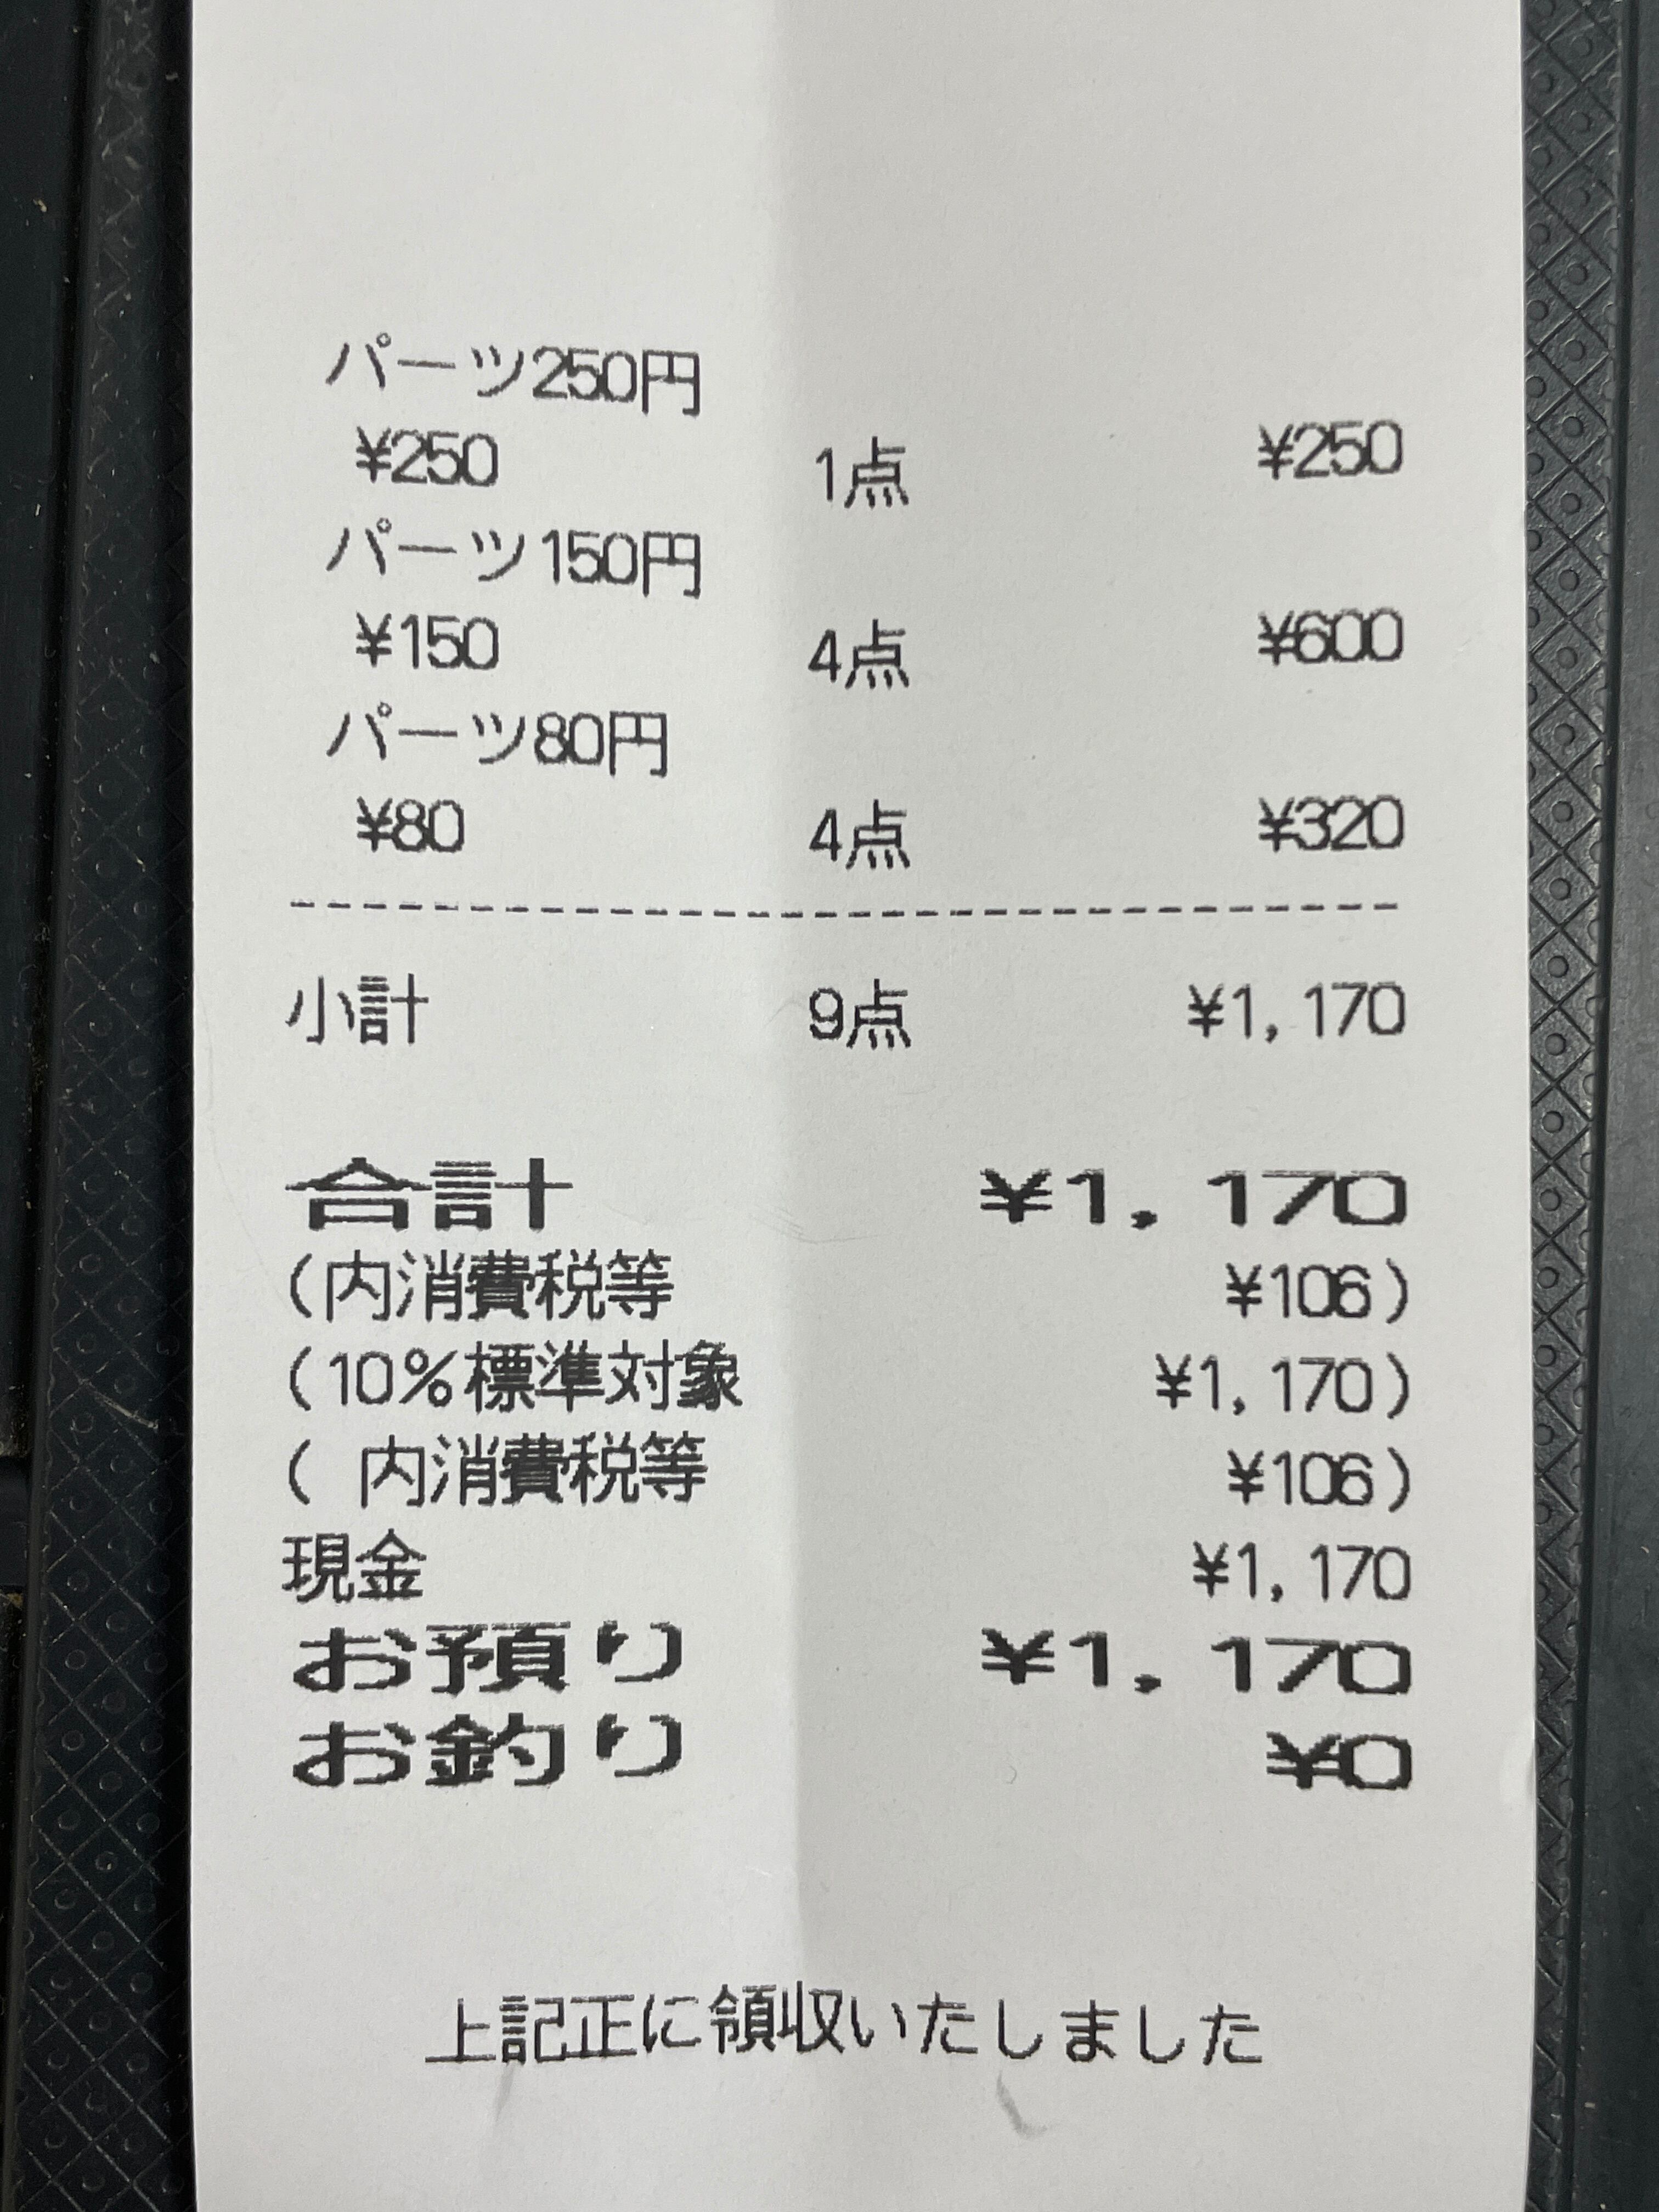 パーツ250円
¥250 1点 ¥250
パーツ150円
¥150 4点 ¥600
パーツ80円
¥80 4点 ¥320
小計 9点 ¥1,170
合計 ¥1,170
(内消費税等 ¥106)
(10%標準対象 ¥1,170)
( 内消費税等 ¥106)
現金 ¥1,170
お預り ¥1,170
お釣り ¥0
上記正に領収いたしました